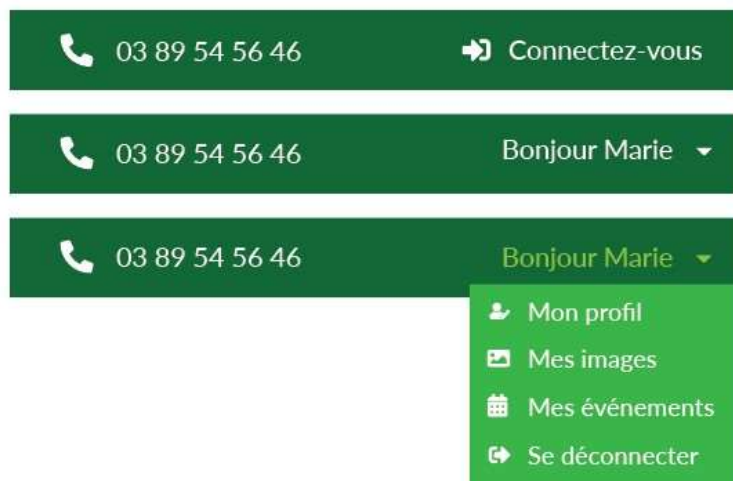 03 89 54 56 46 Connectez-vous
03 89 54 56 46 Bonjour Marie
03 89 54 56 46 Bonjour Marie
Mon profil
Mes images
Mes événements
Se déconnecter